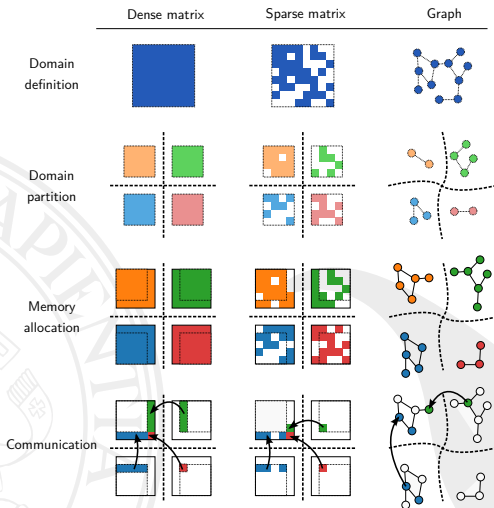 Dense matrix Sparse matrix Graph
Domain
definition
Domain
partition
Memory
allocation
Communication